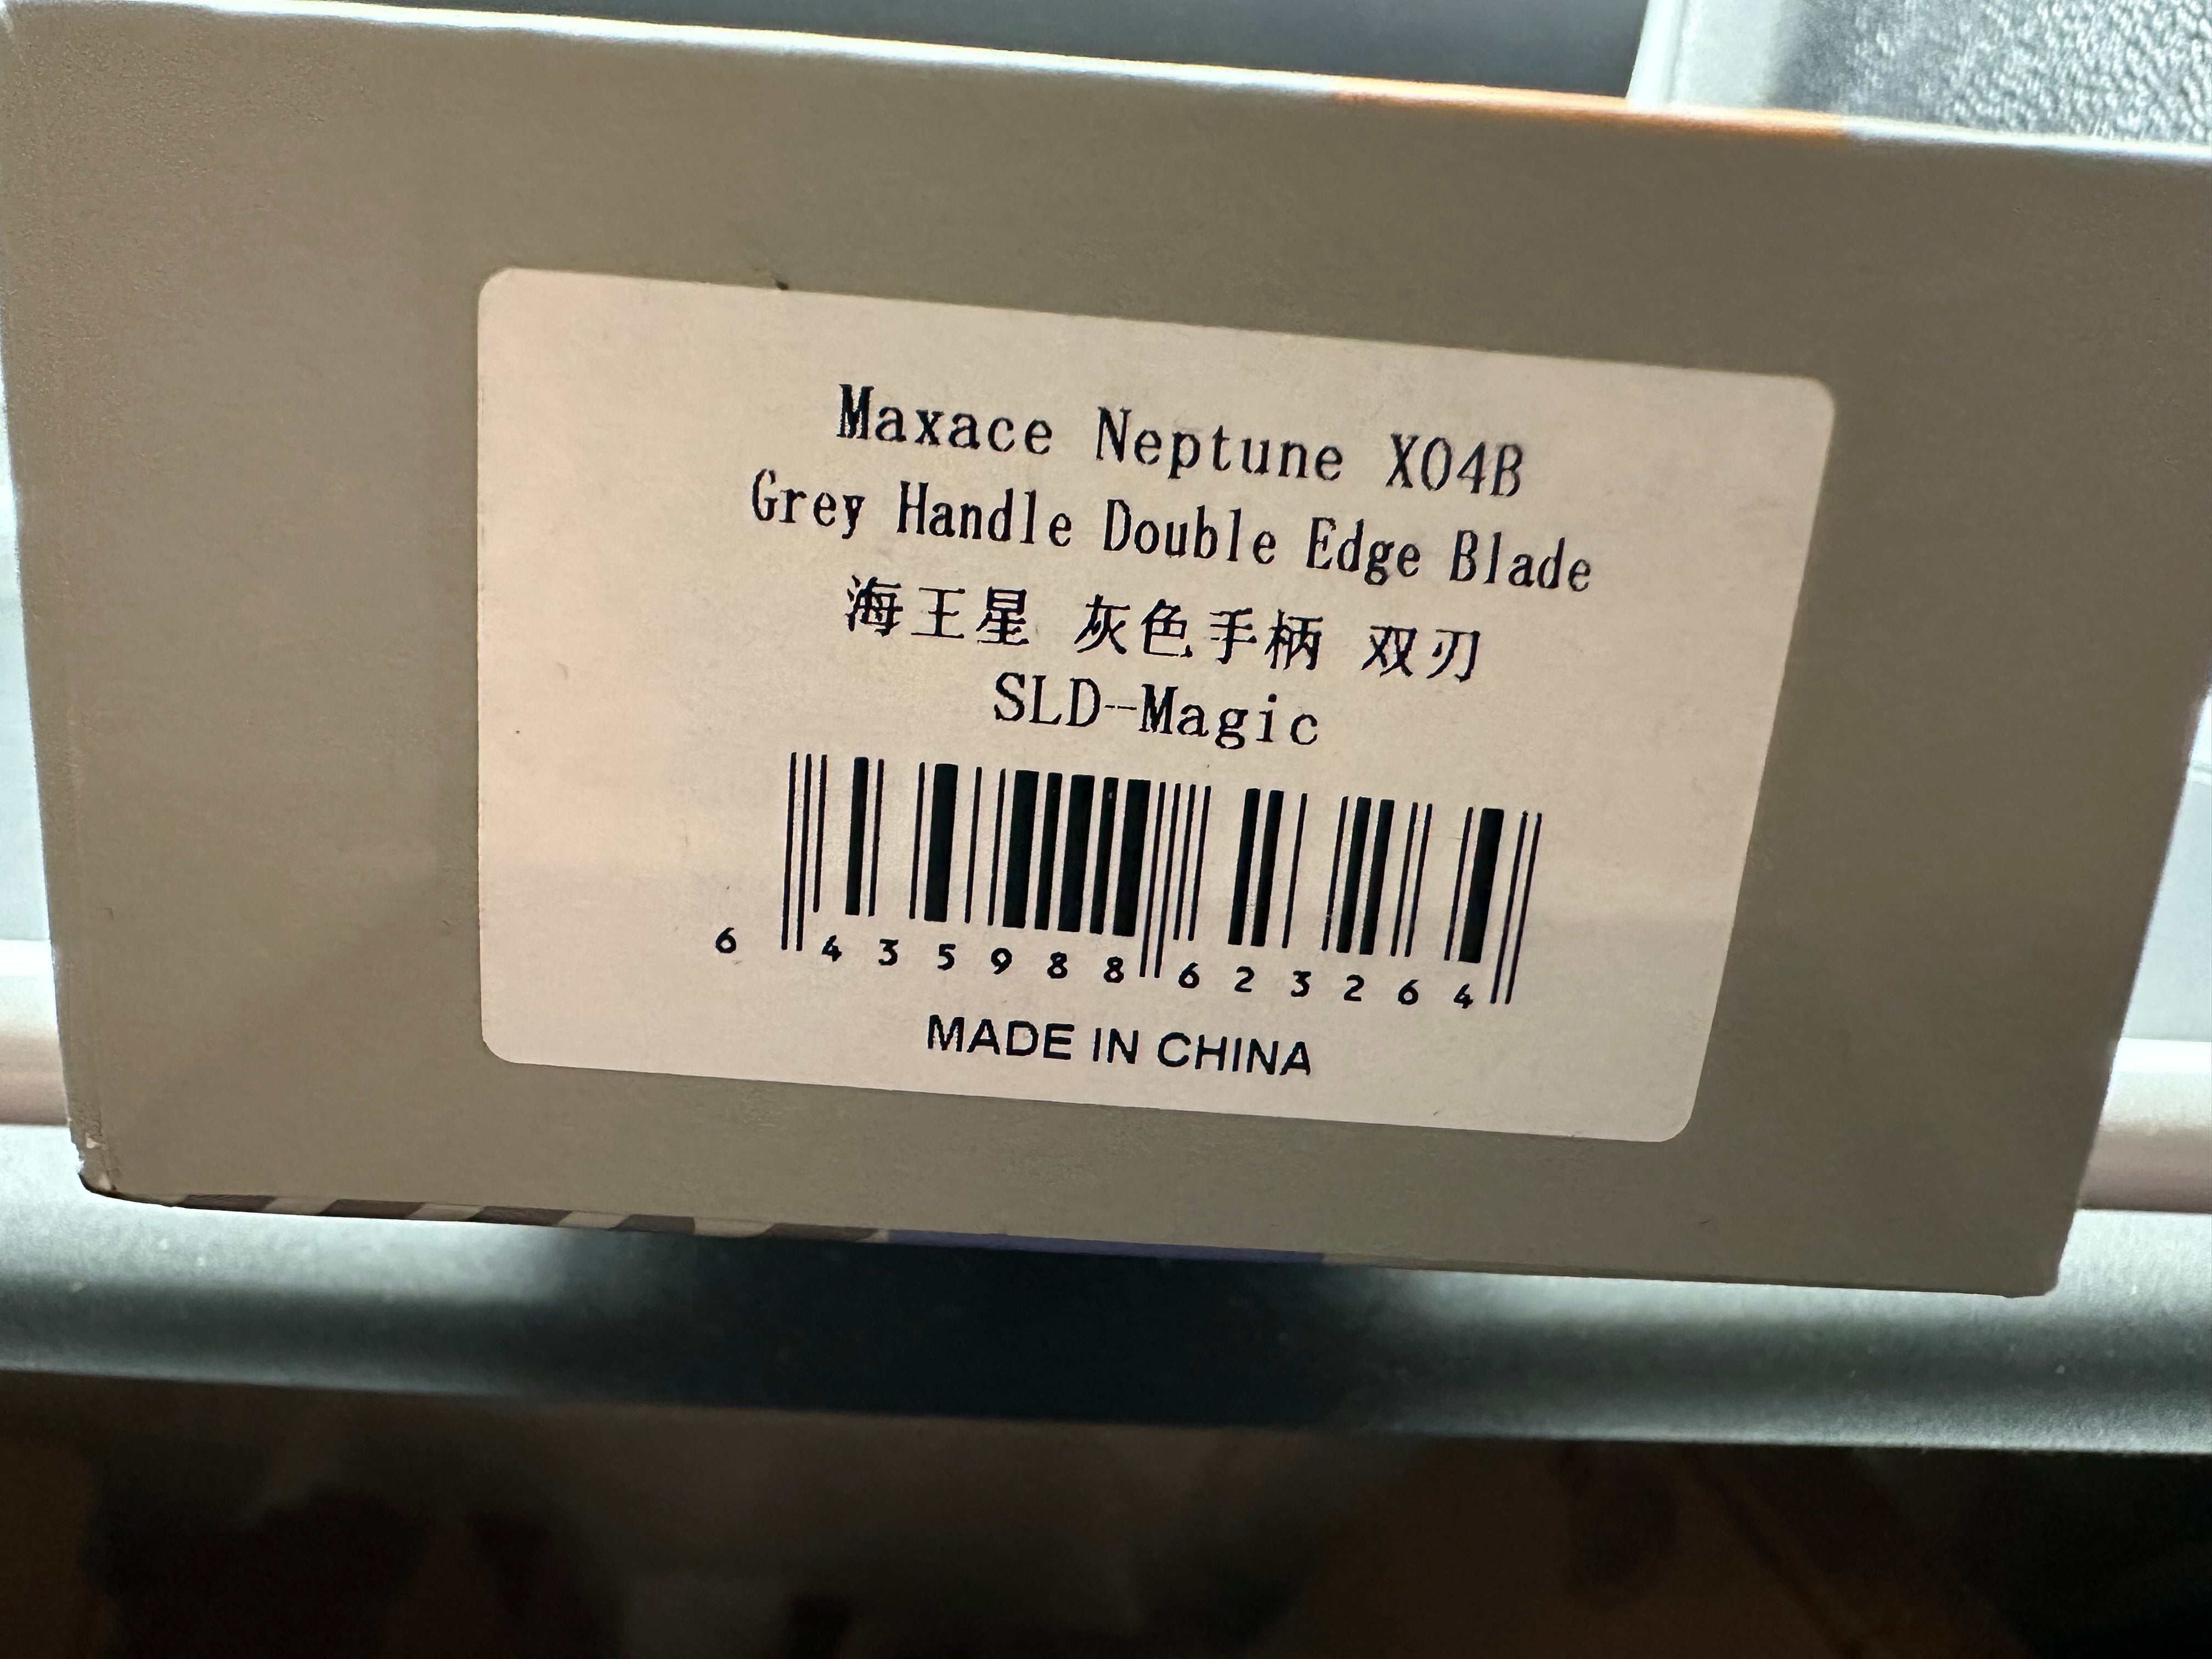 Maxace Neptune X04B
Grey Handle Double Edge Blade
海王星 灰色手柄 双刃
SLD-Magic
6 435988 623264
MADE IN CHINA